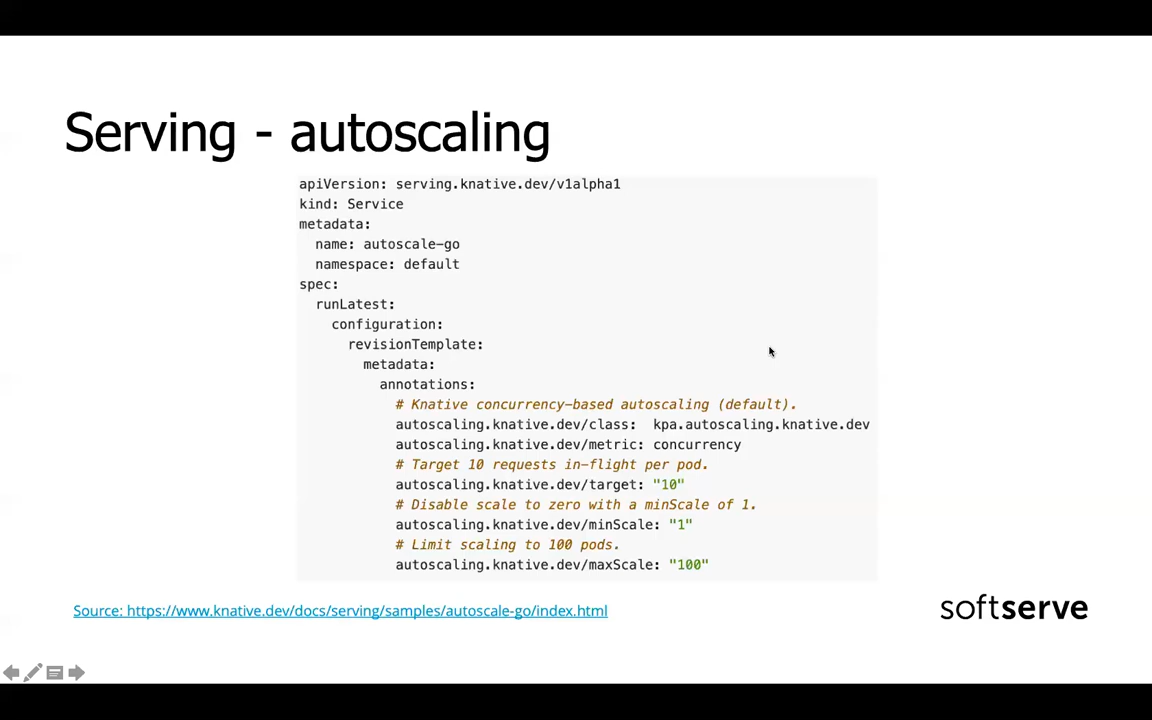 Serving - autoscaling
apiVersion: serving.knative.dev/v1alpha1
kind: Service
metadata:
  name: autoscale-go
  namespace: default
spec:
  runLatest:
    configuration:
      revisionTemplate:
        metadata:
          annotations:
            # Knative concurrency-based autoscaling (default).
            autoscaling.knative.dev/class:  kpa.autoscaling.knative.dev
            autoscaling.knative.dev/metric: concurrency
            # Target 10 requests in-flight per pod.
            autoscaling.knative.dev/target: "10"
            # Disable scale to zero with a minScale of 1.
            autoscaling.knative.dev/minScale: "1"
            # Limit scaling to 100 pods.
            autoscaling.knative.dev/maxScale: "100"
Source: https://www.knative.dev/docs/serving/samples/autoscale-go/index.html
softserve